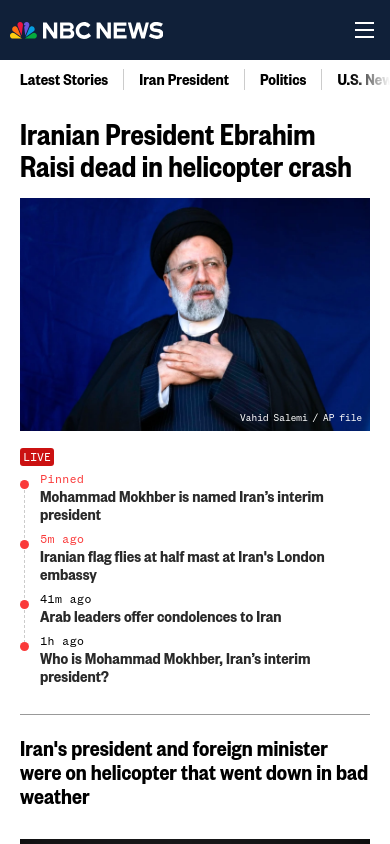 NBC NEWS
Latest Stories
Iran President
Politics
U.S. New
Iranian President Ebrahim
Raisi dead in helicopter crash
Vahid Salemi / AP file
LIVE
Pinned
Mohammad Mokhber is named Iran’s interim
president
5m ago
Iranian flag flies at half mast at Iran's London
embassy
41m ago
Arab leaders offer condolences to Iran
1h ago
Who is Mohammad Mokhber, Iran’s interim
president?
Iran's president and foreign minister
were on helicopter that went down in bad
weather